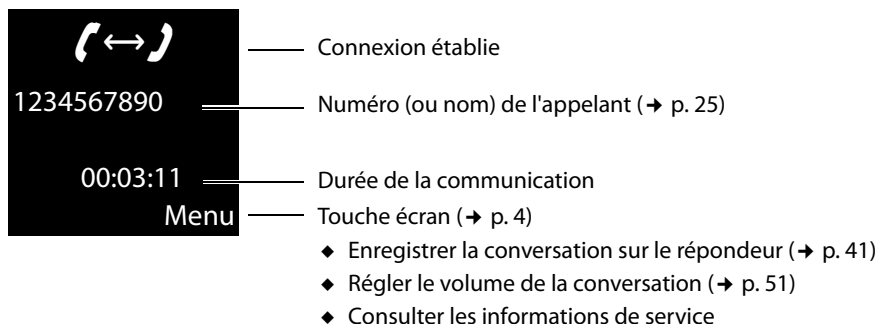 Connexion établie
1234567890 Numéro (ou nom) de l'appelant (➔ p. 25)
00:03:11 Durée de la communication
Menu Touche écran (➔ p. 4)
◆ Enregistrer la conversation sur le répondeur (➔ p. 41)
◆ Régler le volume de la conversation (➔ p. 51)
◆ Consulter les informations de service